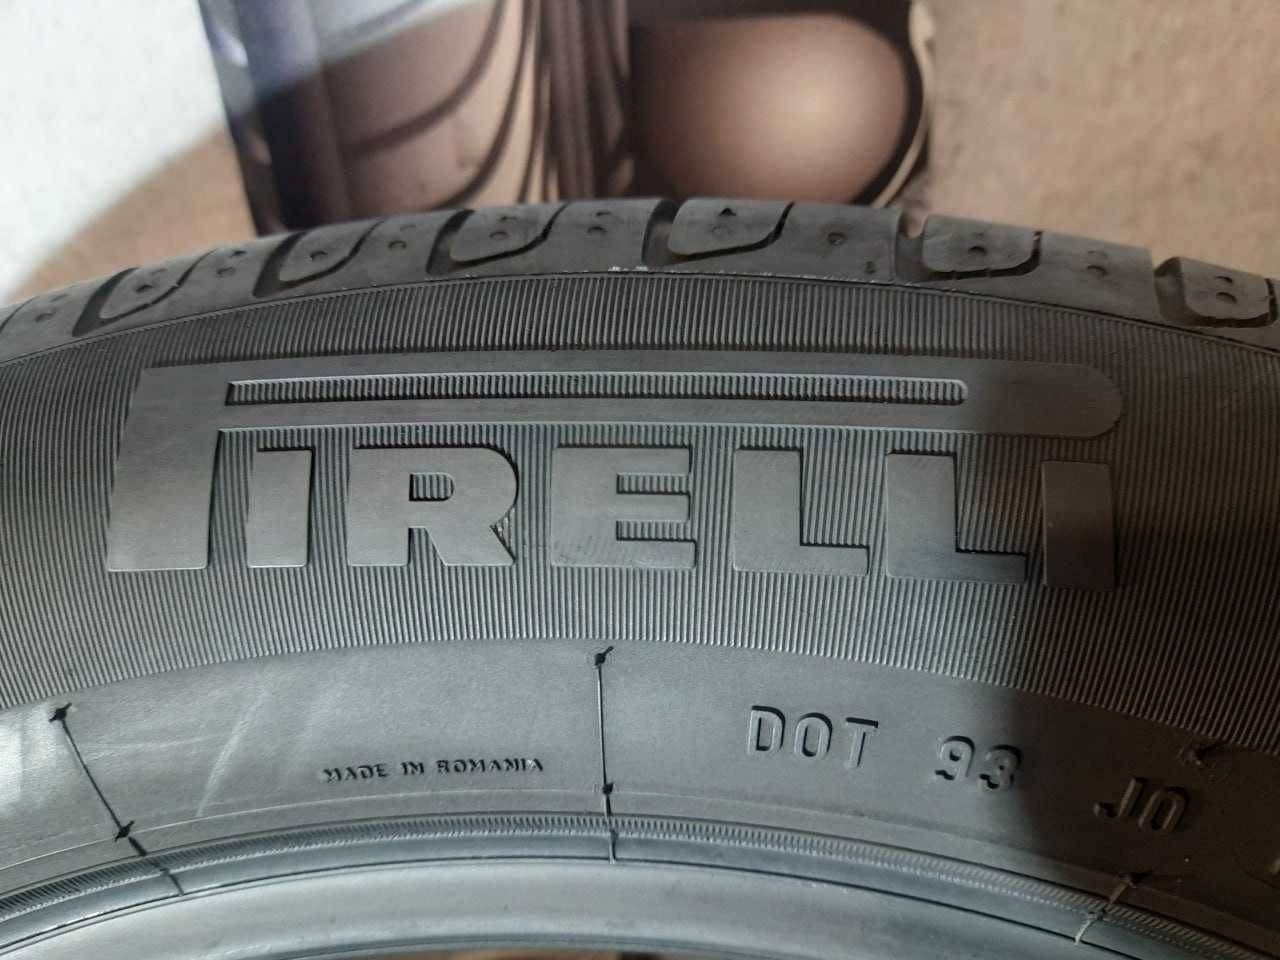 PIRELLI
MADE IN ROMANIA
DOT 93 J0